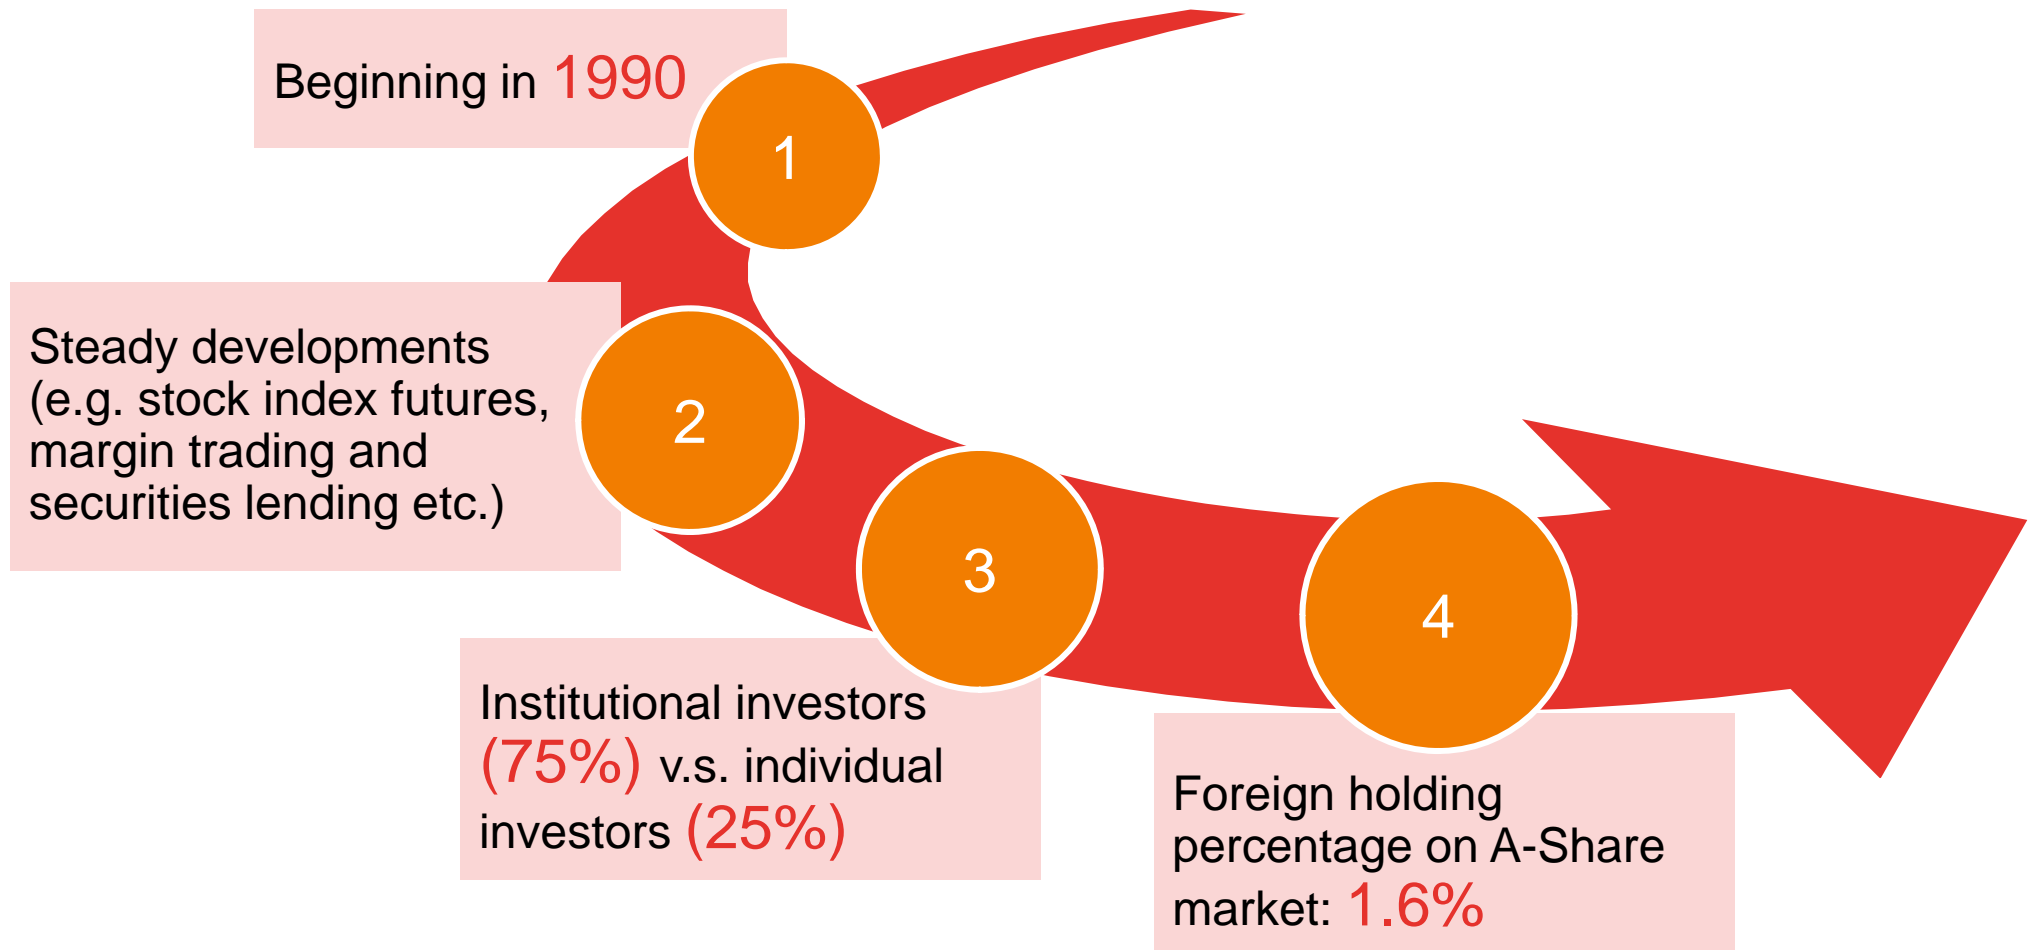 Beginning in 1990
1
Steady developments
(e.g. stock index futures,
margin trading and
securities lending etc.)
2
3
Institutional investors
(75%) v.s. individual
investors (25%)
4
Foreign holding
percentage on A-Share
market: 1.6%